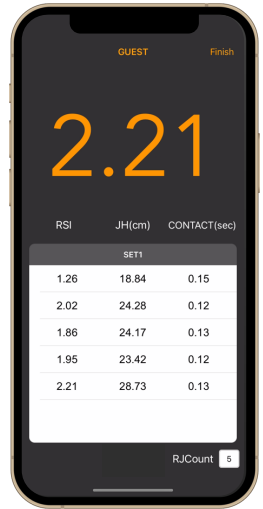 GUEST Finish
2.21
RSI JH(cm) CONTACT(sec)
SET1
1.26 18.84 0.15
2.02 24.28 0.12
1.86 24.17 0.13
1.95 23.42 0.12
2.21 28.73 0.13
RJCount 5